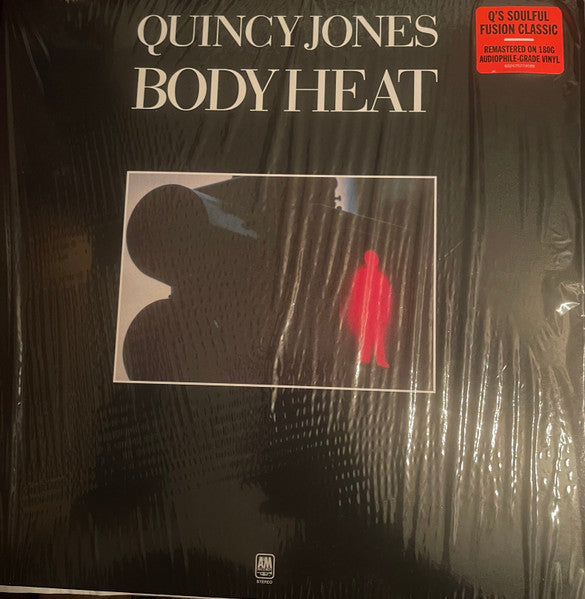 QUINCY JONES
BODY HEAT
Q'S SOULFUL
FUSION CLASSIC
REMASTERED ON 180G
AUDIOPHILE-GRADE VINYL
A&M
STEREO